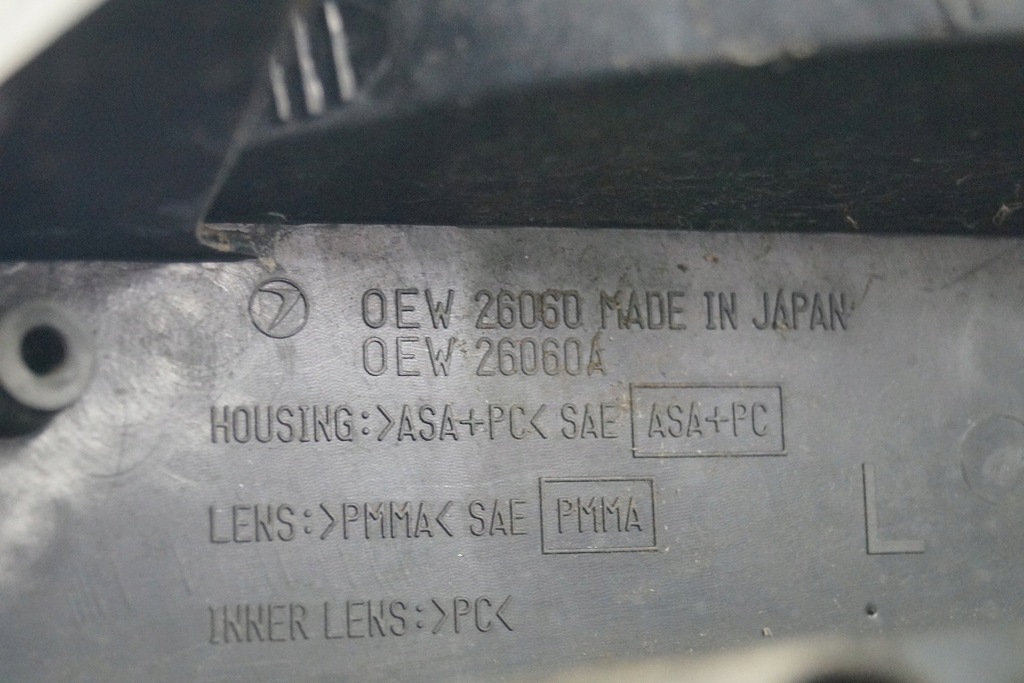 OEW 26060 MADE IN JAPAN
OEW 26060A
HOUSING:>ASA+PC< SAE ASA+PC
LENS:>PMMA< SAE PMMA
L
INNER LENS:>PC<